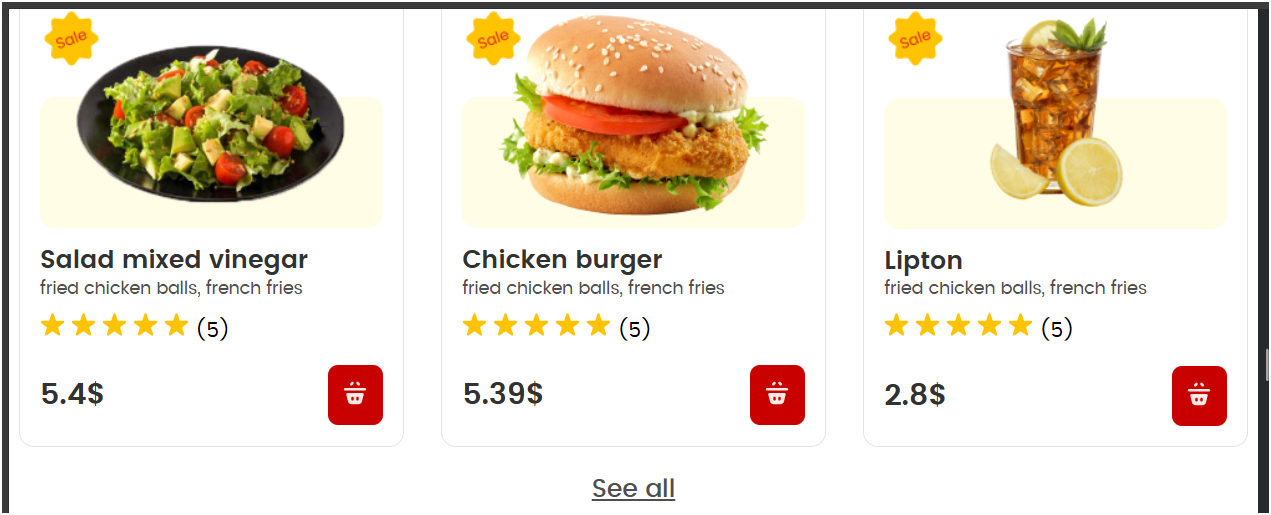 Sale
Sale
Sale
Salad mixed vinegar
fried chicken balls, french fries
(5)
5.4$
Chicken burger
fried chicken balls, french fries
(5)
5.39$
Lipton
fried chicken balls, french fries
(5)
2.8$
See all